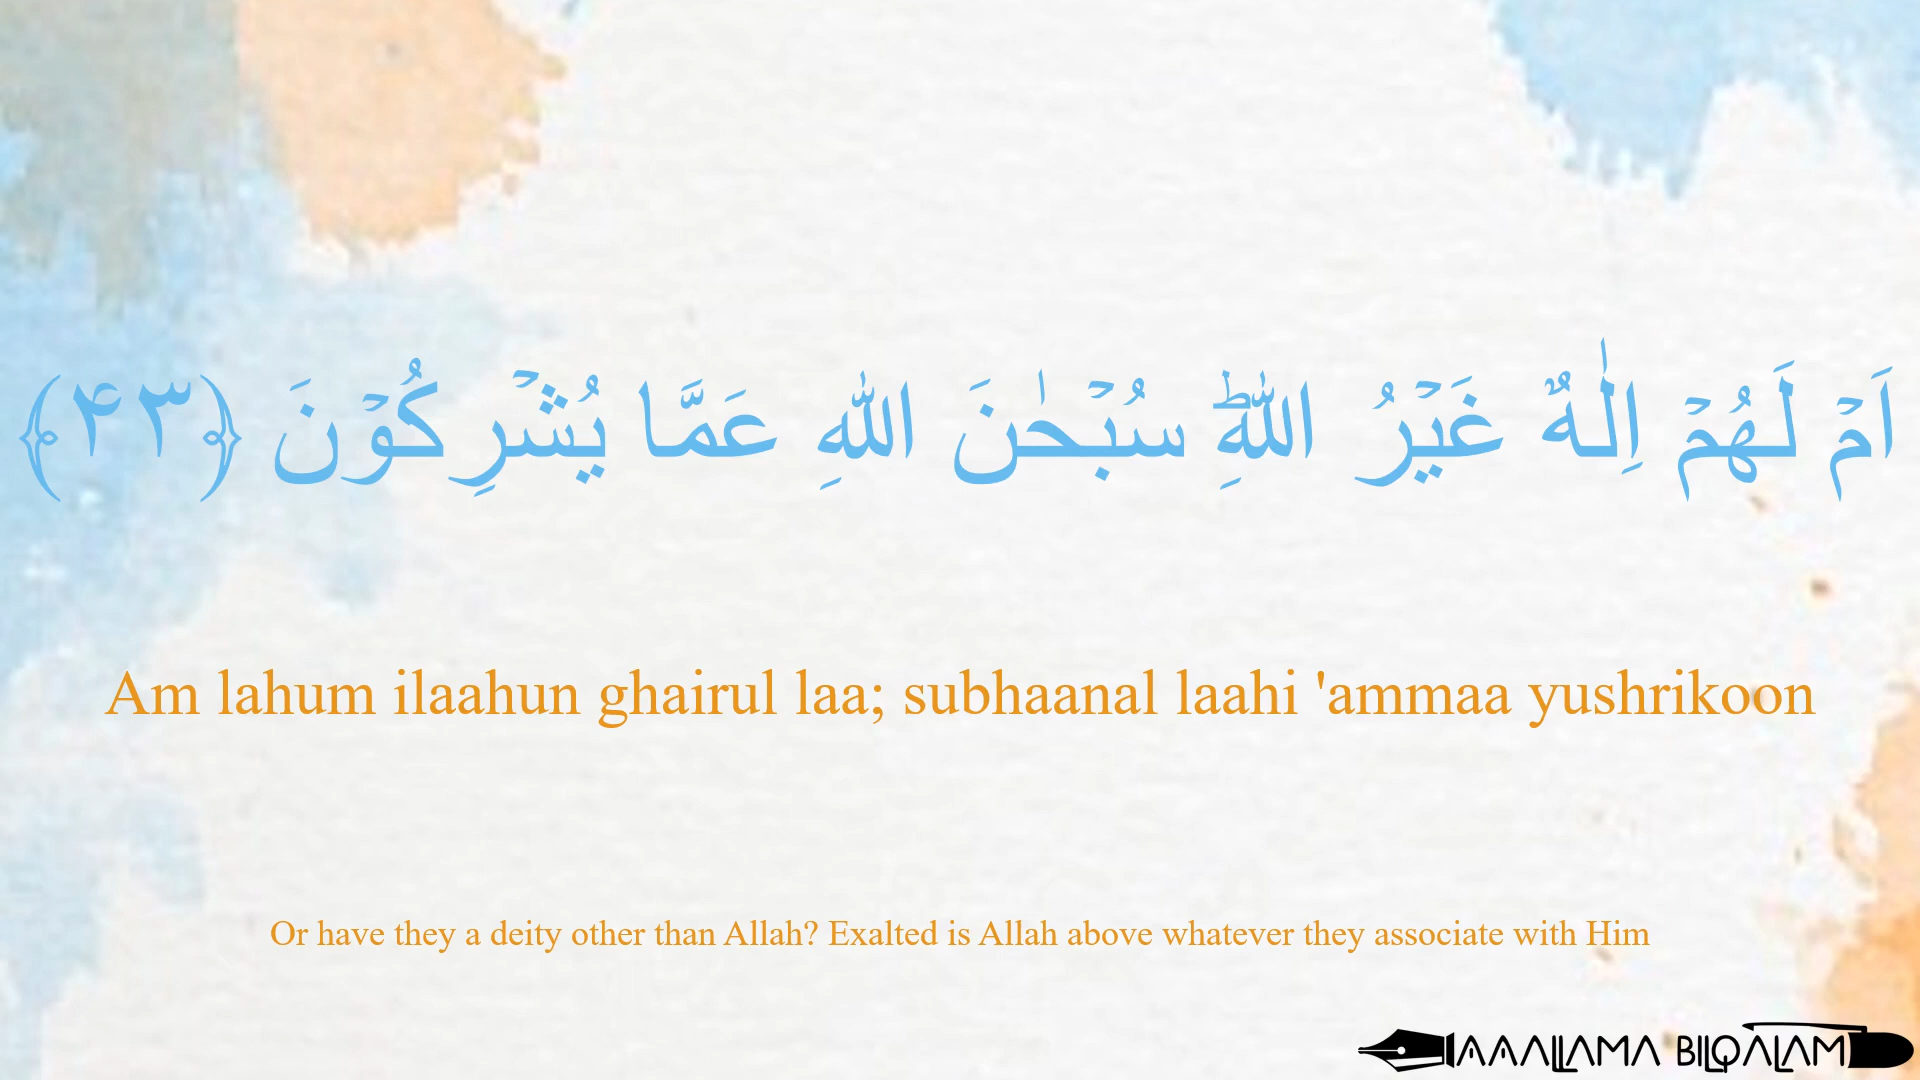 اَمۡ لَهُمۡ اِلٰهٌ غَيۡرُ اللّٰهِؕ سُبۡحٰنَ اللّٰهِ عَمَّا يُشۡرِكُوۡنَ ﴿۴۳﴾
Am lahum ilaahun ghairul laa; subhaanal laahi 'ammaa yushrikoon
Or have they a deity other than Allah? Exalted is Allah above whatever they associate with Him
AAALLAMA BILQALAM